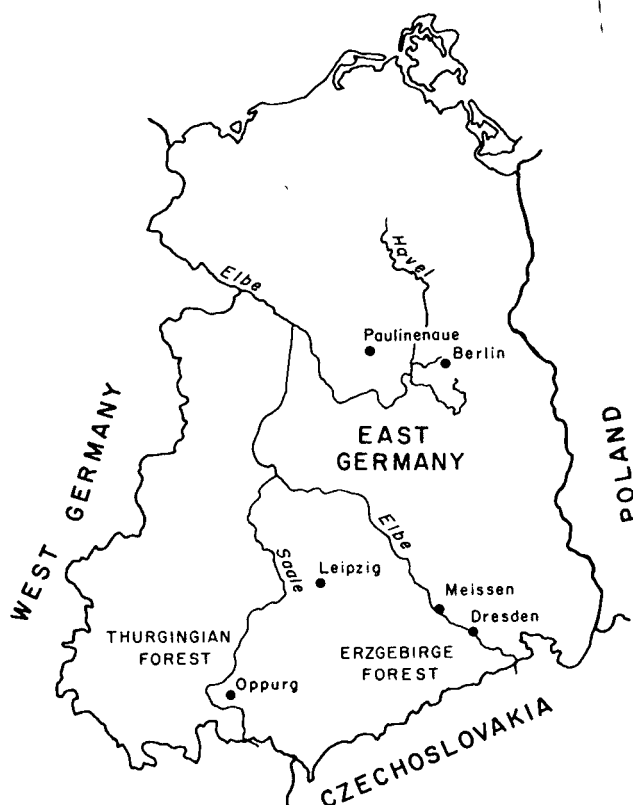 Havel
Elbe
Paulinenaue
Berlin
WEST GERMANY
EAST
GERMANY
POLAND
Elbe
Saale
Leipzig
Meissen
Dresden
THURGINGIAN
FOREST
ERZGEBIRGE
FOREST
Oppurg
CZECHOSLOVAKIA